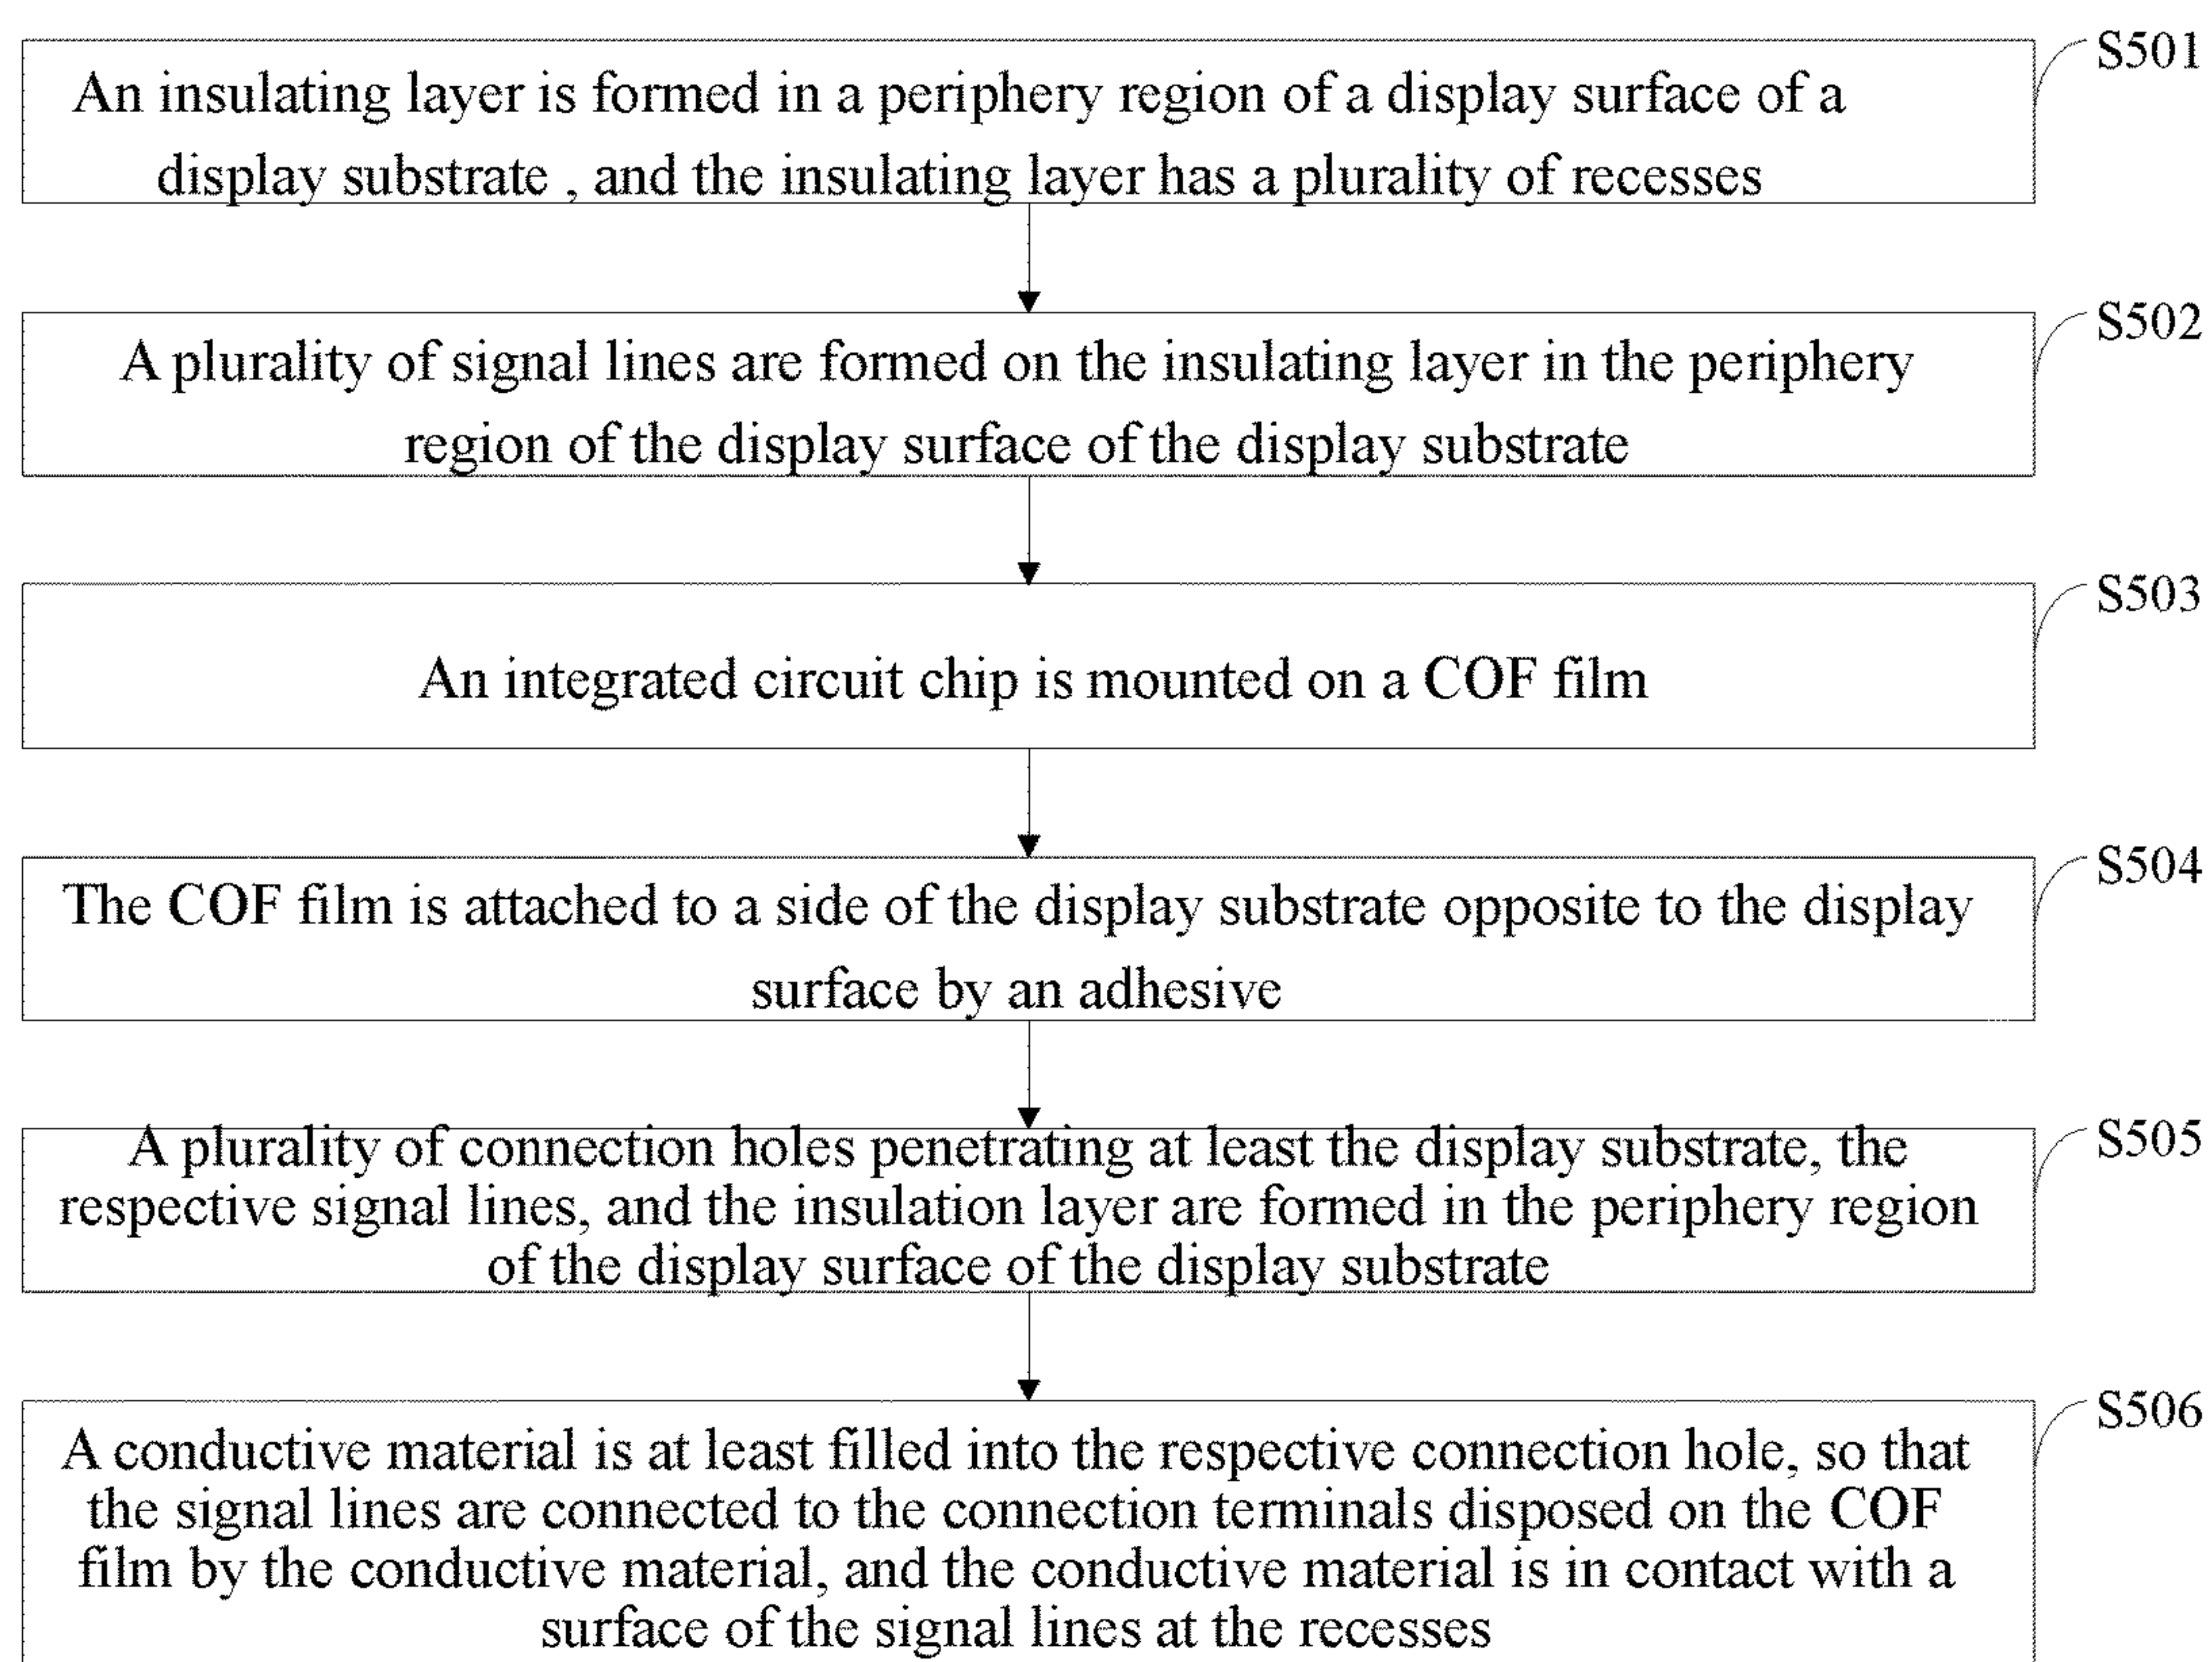 An insulating layer is formed in a periphery region of a display surface of a
display substrate , and the insulating layer has a plurality of recesses
S501
A plurality of signal lines are formed on the insulating layer in the periphery
region of the display surface of the display substrate
S502
An integrated circuit chip is mounted on a COF film
S503
The COF film is attached to a side of the display substrate opposite to the display
surface by an adhesive
S504
A plurality of connection holes penetrating at least the display substrate, the
respective signal lines, and the insulation layer are formed in the periphery region
of the display surface of the display substrate
S505
A conductive material is at least filled into the respective connection hole, so that
the signal lines are connected to the connection terminals disposed on the COF
film by the conductive material, and the conductive material is in contact with a
surface of the signal lines at the recesses
S506